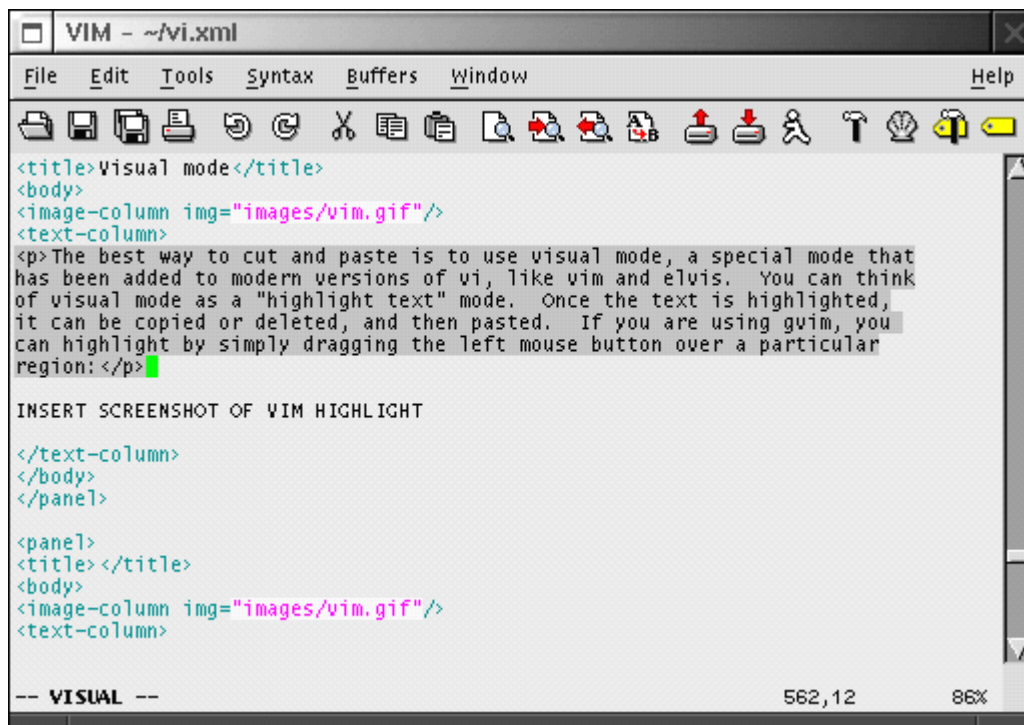 VIM - ~/vi.xml
File Edit Tools Syntax Buffers Window Help
<title>Visual mode</title>
<body>
<image-column img="images/vim.gif"/>
<text-column>
<p>The best way to cut and paste is to use visual mode, a special mode that
has been added to modern versions of vi, like vim and elvis.  You can think
of visual mode as a "highlight text" mode.  Once the text is highlighted,
it can be copied or deleted, and then pasted.  If you are using gvim, you
can highlight by simply dragging the left mouse button over a particular
region:</p>
INSERT SCREENSHOT OF VIM HIGHLIGHT
</text-column>
</body>
</panel>
<panel>
<title></title>
<body>
<image-column img="images/vim.gif"/>
<text-column>
-- VISUAL -- 562,12 86%